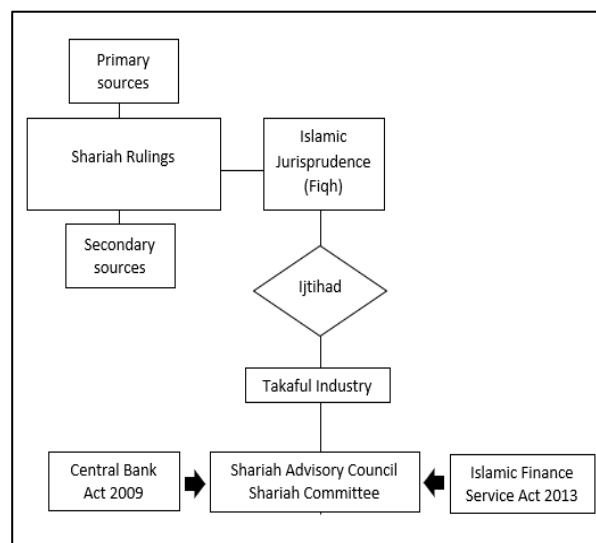 Primary
sources
Shariah Rulings
Islamic
Jurisprudence
(Fiqh)
Secondary
sources
Ijtihad
Takaful Industry
Central Bank
Act 2009
Shariah Advisory Council
Shariah Committee
Islamic Finance
Service Act 2013